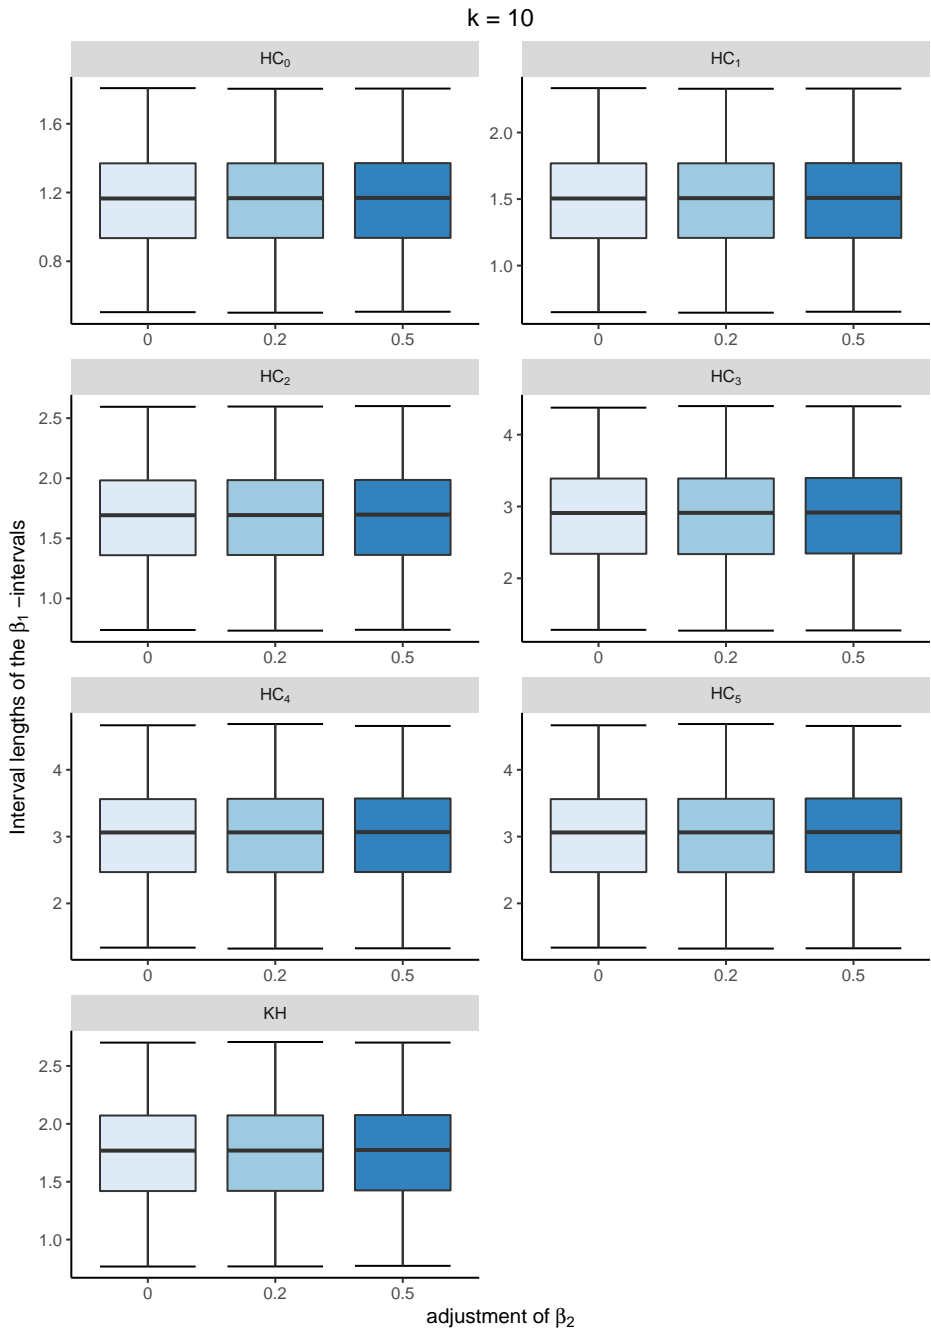 k = 10
HC₀
HC₁
1.6
1.2
0.8
2.0
1.5
1.0
0 0.2 0.5
0 0.2 0.5
HC₂
HC₃
2.5
2.0
1.5
1.0
4
3
2
0 0.2 0.5
0 0.2 0.5
Interval lengths of the β₁ −intervals
HC₄
HC₅
4
3
2
4
3
2
0 0.2 0.5
0 0.2 0.5
KH
2.5
2.0
1.5
1.0
0 0.2 0.5
adjustment of β₂